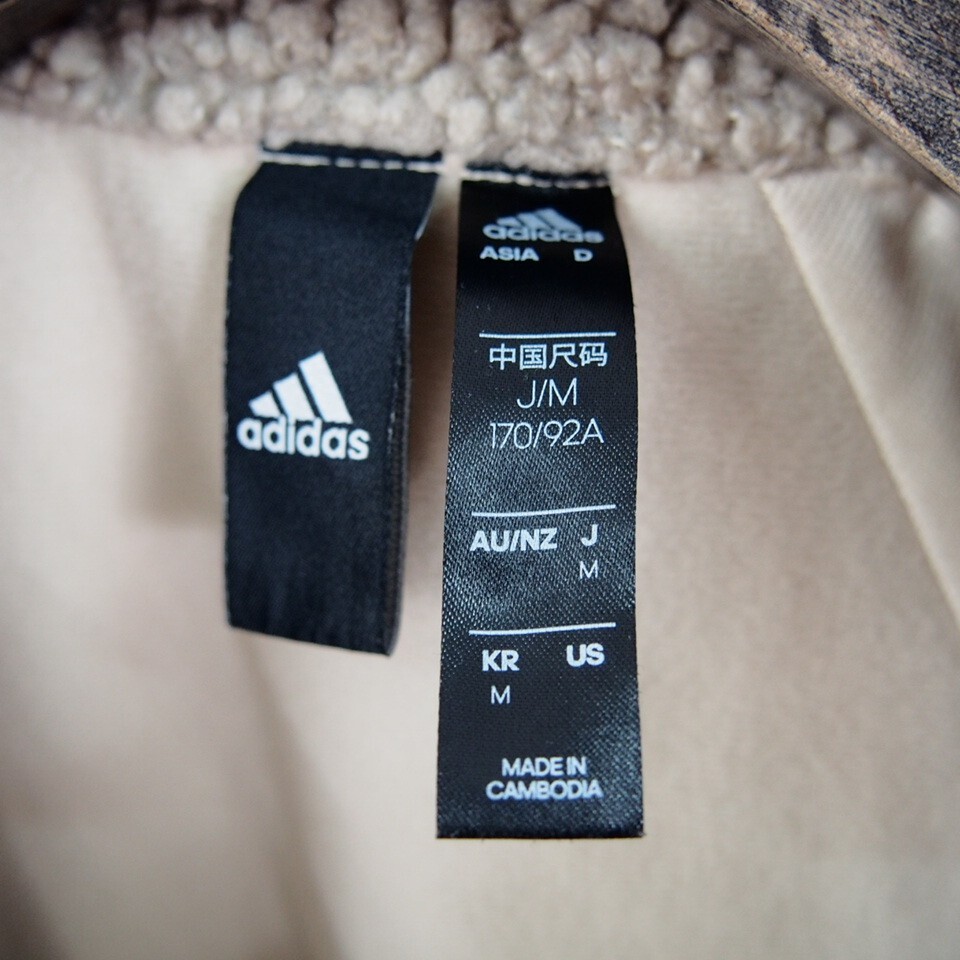 adidas
adidas
ASIA D
中国尺码
J/M
170/92A
AU/NZ J
M
KR US
M
MADE IN
CAMBODIA